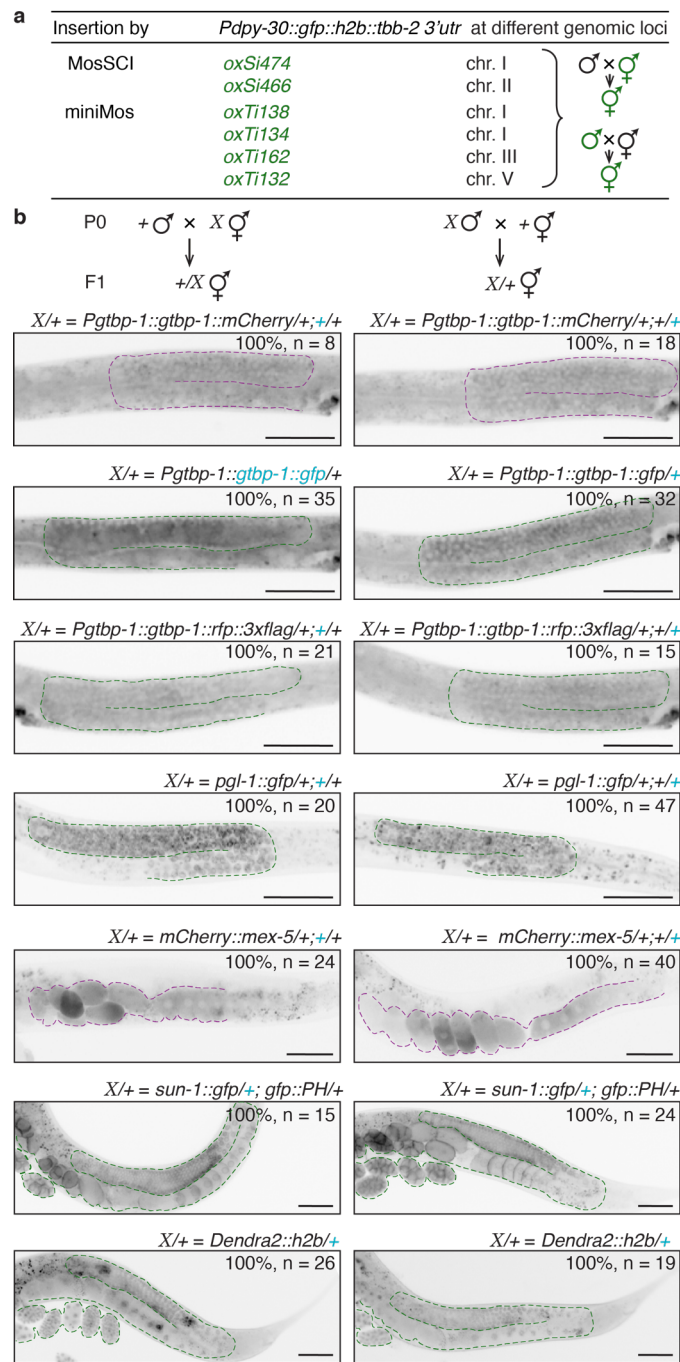 a
Insertion by Pdpy-30::gfp::h2b::tbb-2 3'utr at different genomic loci
MosSCI oxSi474 chr. I
oxSi466 chr. II
miniMos oxTi138 chr. I
oxTi134 chr. I
oxTi162 chr. III
oxTi132 chr. V
b
P0 + ♂ × X ⚥ X ♂ × + ⚥
F1 +/X ⚥ X/+ ⚥
X/+ = Pgtbp-1::gtbp-1::mCherry/+;+/+ X/+ = Pgtbp-1::gtbp-1::mCherry/+;+/+
100%, n = 8 100%, n = 18
X/+ = Pgtbp-1::gtbp-1::gfp/+ X/+ = Pgtbp-1::gtbp-1::gfp/+
100%, n = 35 100%, n = 32
X/+ = Pgtbp-1::gtbp-1::rfp::3xflag/+;+/+ X/+ = Pgtbp-1::gtbp-1::rfp::3xflag/+;+/+
100%, n = 21 100%, n = 15
X/+ = pgl-1::gfp/+;+/+ X/+ = pgl-1::gfp/+;+/+
100%, n = 20 100%, n = 47
X/+ = mCherry::mex-5/+;+/+ X/+ = mCherry::mex-5/+;+/+
100%, n = 24 100%, n = 40
X/+ = sun-1::gfp/+; gfp::PH/+ X/+ = sun-1::gfp/+; gfp::PH/+
100%, n = 15 100%, n = 24
X/+ = Dendra2::h2b/+ X/+ = Dendra2::h2b/+
100%, n = 26 100%, n = 19